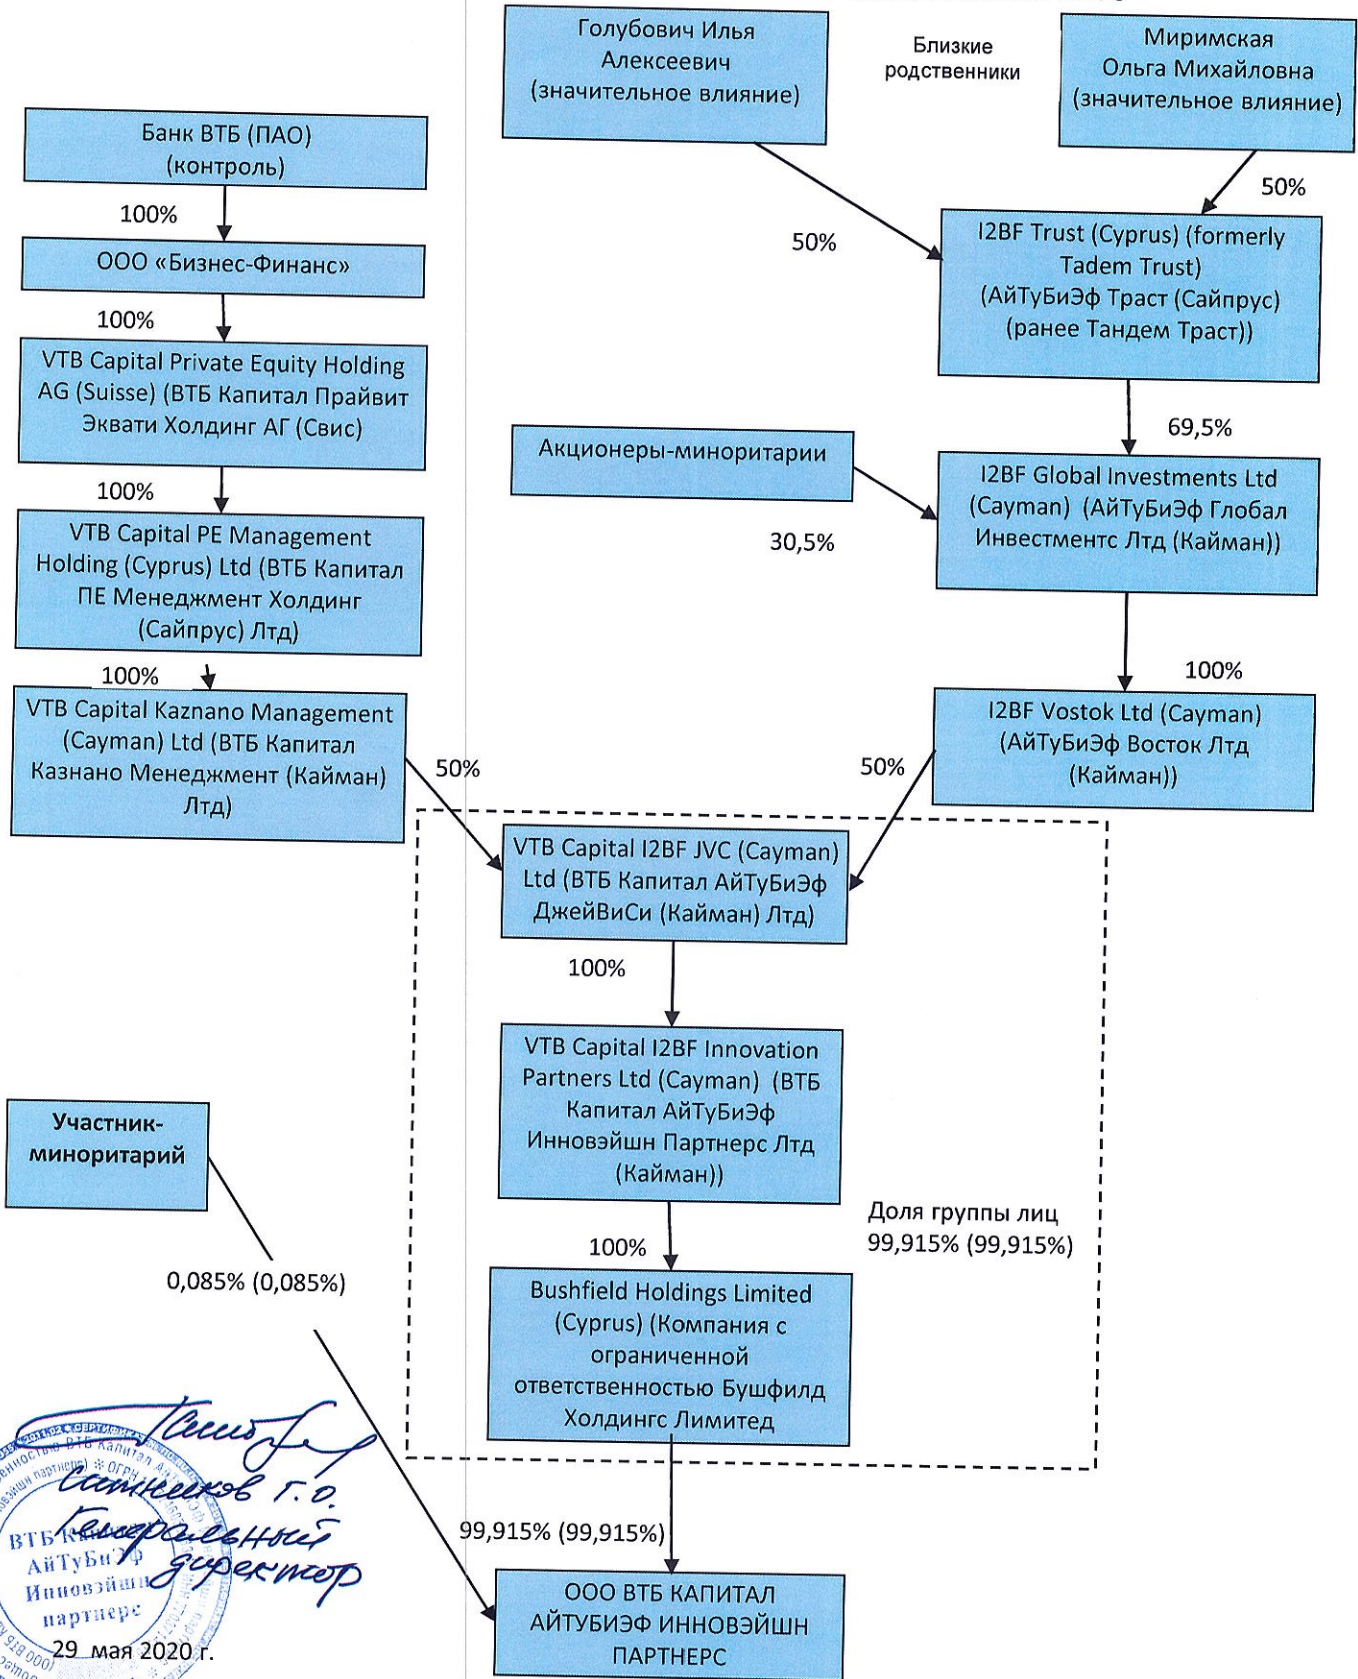 Голубович Илья
Алексеевич
(значительное влияние)
Близкие
родственники
Миримская
Ольга Михайловна
(значительное влияние)
Банк ВТБ (ПАО)
(контроль)
100%
50%
50%
ООО «Бизнес-Финанс»
I2BF Trust (Cyprus) (formerly
Tadem Trust)
(АйТуБиЭф Траст (Сайпрус)
(ранее Тандем Траст))
100%
VTB Capital Private Equity Holding
AG (Suisse) (ВТБ Капитал Прайвит
Эквати Холдинг АГ (Свис)
69,5%
Акционеры-миноритарии
30,5%
I2BF Global Investments Ltd
(Cayman) (АйТуБиЭф Глобал
Инвестментс Лтд (Кайман))
100%
VTB Capital PE Management
Holding (Cyprus) Ltd (ВТБ Капитал
ПЕ Менеджмент Холдинг
(Сайпрус) Лтд)
100%
100%
VTB Capital Kaznano Management
(Cayman) Ltd (ВТБ Капитал
Казнано Менеджмент (Кайман)
Лтд)
I2BF Vostok Ltd (Cayman)
(АйТуБиЭф Восток Лтд
(Кайман))
50%
50%
VTB Capital I2BF JVC (Cayman)
Ltd (ВТБ Капитал АйТуБиЭф
ДжейВиСи (Кайман) Лтд)
100%
VTB Capital I2BF Innovation
Partners Ltd (Cayman) (ВТБ
Капитал АйТуБиЭф
Инновэйшн Партнерс Лтд
(Кайман))
Участник-
миноритарий
Доля группы лиц
99,915% (99,915%)
100%
0,085% (0,085%)
Bushfield Holdings Limited
(Cyprus) (Компания с
ограниченной
ответственностью Бушфилд
Холдингс Лимитед
Ситников Г.О.
Генеральный
директор
ВТБ Капитал
АйТуБиЭф
Инновэйшн
партнерс
29 мая 2020 г.
99,915% (99,915%)
ООО ВТБ КАПИТАЛ
АЙТУБИЭФ ИННОВЭЙШН
ПАРТНЕРС